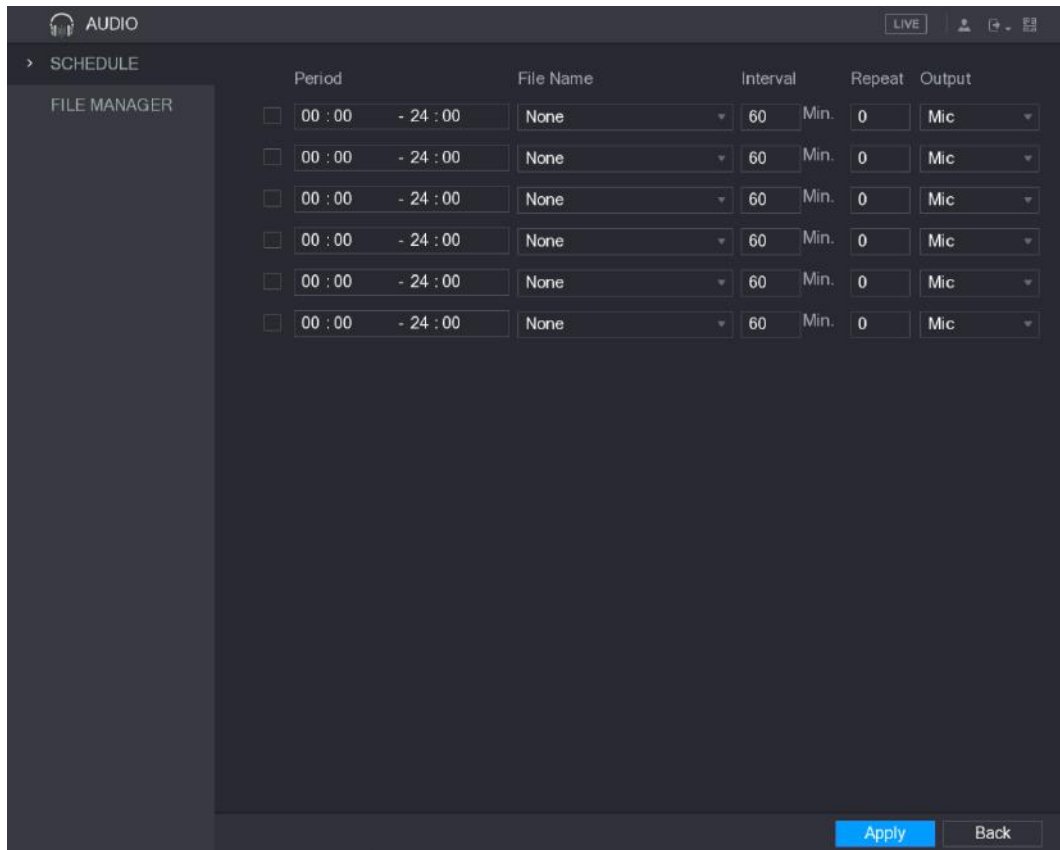 AUDIO LIVE
SCHEDULE
FILE MANAGER
Period File Name Interval Repeat Output
00 : 00 - 24 : 00 None 60 Min. 0 Mic
00 : 00 - 24 : 00 None 60 Min. 0 Mic
00 : 00 - 24 : 00 None 60 Min. 0 Mic
00 : 00 - 24 : 00 None 60 Min. 0 Mic
00 : 00 - 24 : 00 None 60 Min. 0 Mic
00 : 00 - 24 : 00 None 60 Min. 0 Mic
Apply Back